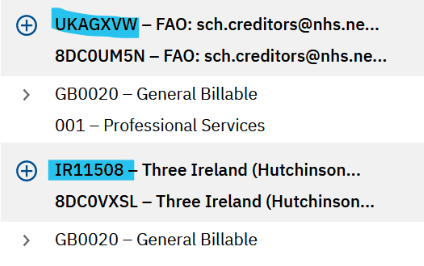 UKAGXVW – FAO: sch.creditors@nhs.ne...
8DC0UM5N – FAO: sch.creditors@nhs.ne...
GB0020 – General Billable
001 – Professional Services
IR11508 – Three Ireland (Hutchinson...
8DC0VXSL – Three Ireland (Hutchinson...
GB0020 – General Billable